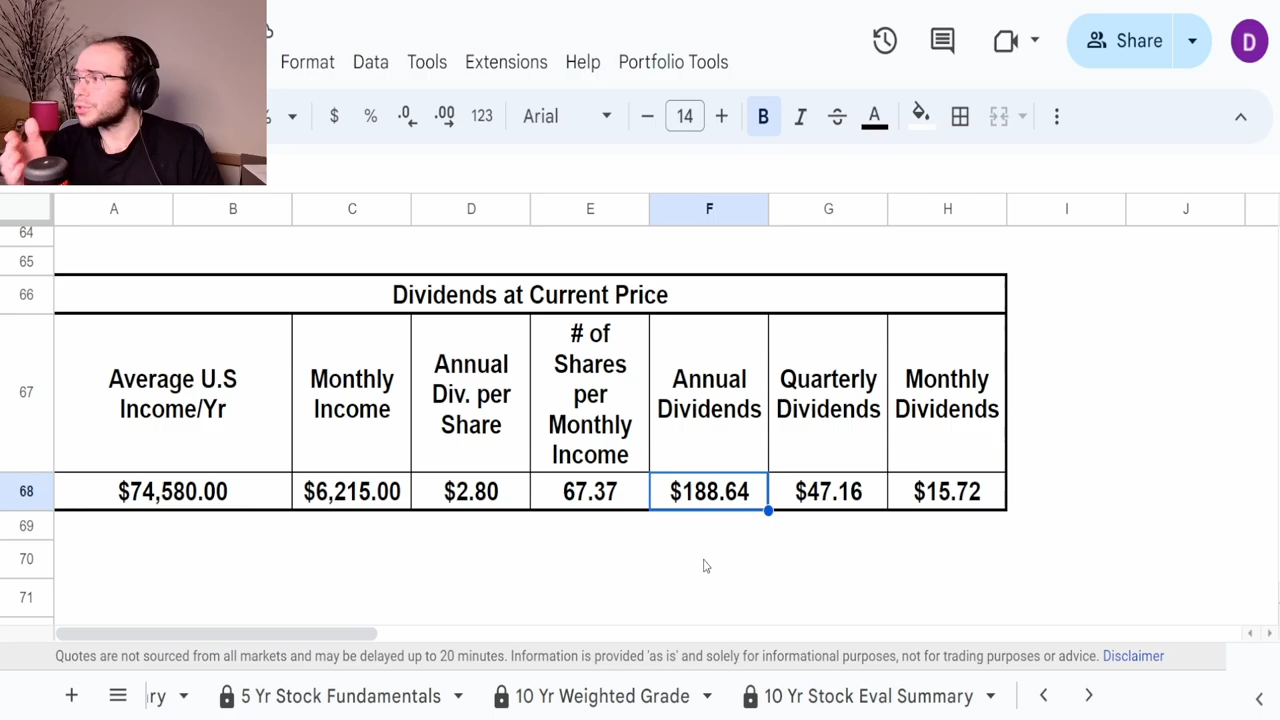 Format Data Tools Extensions Help Portfolio Tools
Share
D
$ % .0 .00 123 Arial 14 B I A
A B C D E F G H I J
64
65
66 Dividends at Current Price
67
Average U.S
Income/Yr
Monthly
Income
Annual
Div. per
Share
# of
Shares
per
Monthly
Income
Annual
Dividends
Quarterly
Dividends
Monthly
Dividends
68 $74,580.00 $6,215.00 $2.80 67.37 $188.64 $47.16 $15.72
69
70
71
Quotes are not sourced from all markets and may be delayed up to 20 minutes. Information is provided 'as is' and solely for informational purposes, not for trading purposes or advice. Disclaimer
ry 5 Yr Stock Fundamentals 10 Yr Weighted Grade 10 Yr Stock Eval Summary